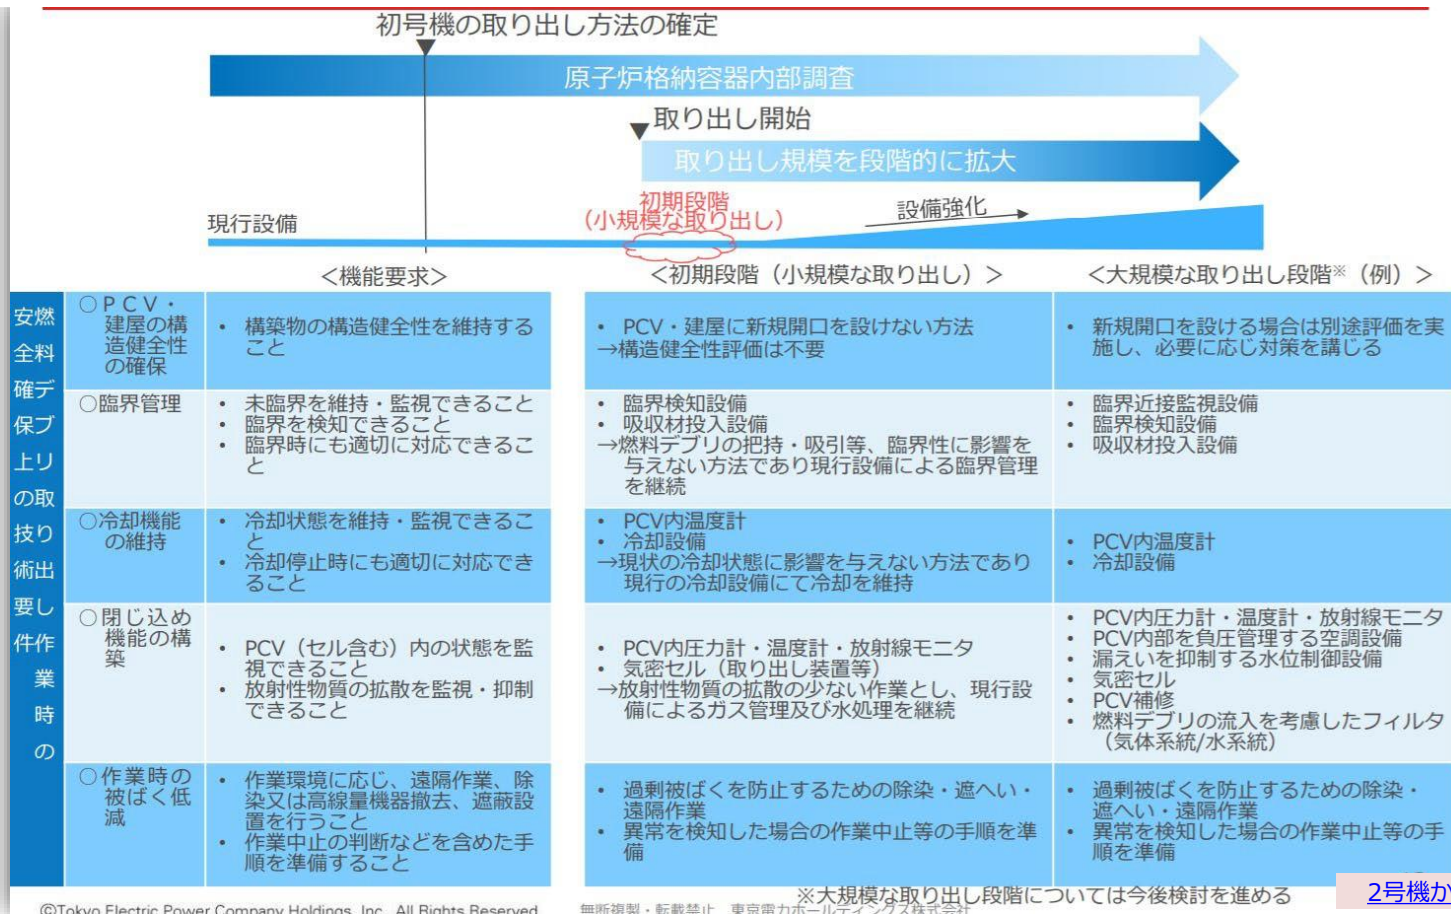 初号機の取り出し方法の確定
原子炉格納容器内部調査
取り出し開始
取り出し規模を段階的に拡大
初期段階
(小規模な取り出し)
設備強化
現行設備
＜機能要求＞
＜初期段階（小規模な取り出し）＞
＜大規模な取り出し段階※（例）＞
燃料デブリの取り出し作業時の
安全確保上の技術要件
○ＰＣＶ・
建屋の構
造健全性
の確保
• 構築物の構造健全性を維持する
こと
• PCV・建屋に新規開口を設けない方法
→構造健全性評価は不要
• 新規開口を設ける場合は別途評価を実
施し、必要に応じ対策を講じる
○臨界管理
• 未臨界を維持・監視できること
• 臨界を検知できること
• 臨界時にも適切に対応できるこ
と
• 臨界検知設備
• 吸収材投入設備
→燃料デブリの把持・吸引等、臨界性に影響を
与えない方法であり現行設備による臨界管理
を継続
• 臨界近接監視設備
• 臨界検知設備
• 吸収材投入設備
○冷却機能
の維持
• 冷却状態を維持・監視できるこ
と
• 冷却停止時にも適切に対応でき
ること
• PCV内温度計
• 冷却設備
→現状の冷却状態に影響を与えない方法であり
現行の冷却設備にて冷却を維持
• PCV内温度計
• 冷却設備
○閉じ込め
機能の構
築
• PCV（セル含む）内の状態を監
視できること
• 放射性物質の拡散を監視・抑制
できること
• PCV内圧力計・温度計・放射線モニタ
• 気密セル（取り出し装置等）
→放射性物質の拡散の少ない作業とし、現行設
備によるガス管理及び水処理を継続
• PCV内圧力計・温度計・放射線モニタ
• PCV内部を負圧管理する空調設備
• 漏えいを抑制する水位制御設備
• 気密セル
• PCV補修
• 燃料デブリの流入を考慮したフィルタ
（気体系統/水系統）
○作業時の
被ばく低
減
• 作業環境に応じ、遠隔作業、除
染又は高線量機器撤去、遮蔽設
置を行うこと
• 作業中止の判断などを含めた手
順を準備すること
• 過剰被ばくを防止するための除染・遮へい・
遠隔作業
• 異常を検知した場合の作業中止等の手順を準
備
• 過剰被ばくを防止するための除染・
遮へい・遠隔作業
• 異常を検知した場合の作業中止等の手
順を準備
※大規模な取り出し段階については今後検討を進める
2号機か
©Tokyo Electric Power Company Holdings, Inc. All Rights Reserved.
無断複製・転載禁止 東京電力ホールディングス株式会社